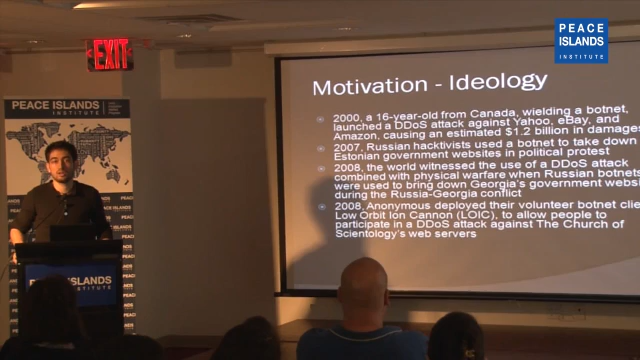 PEACE
ISLANDS
INSTITUTE
EXIT
PEACE ISLANDS
INSTITUTE
Motivation - Ideology
2000, a 16-year-old from Canada, wielding a botnet,
launched a DDoS attack against Yahoo, eBay, and
Amazon, causing an estimated $1.2 billion in damages
2007, Russian hacktivists used a botnet to take down
Estonian government websites in political protest
2008, the world witnessed the use of a DDoS attack
combined with physical warfare when Russian botnets
were used to bring down Georgia's government websi
during the Russia-Georgia conflict
2008, Anonymous deployed their volunteer botnet clie
Low Orbit Ion Cannon (LOIC), to allow people to
participate in a DDoS attack against The Church of
Scientology's web servers
PEACE ISLANDS
INSTITUTE